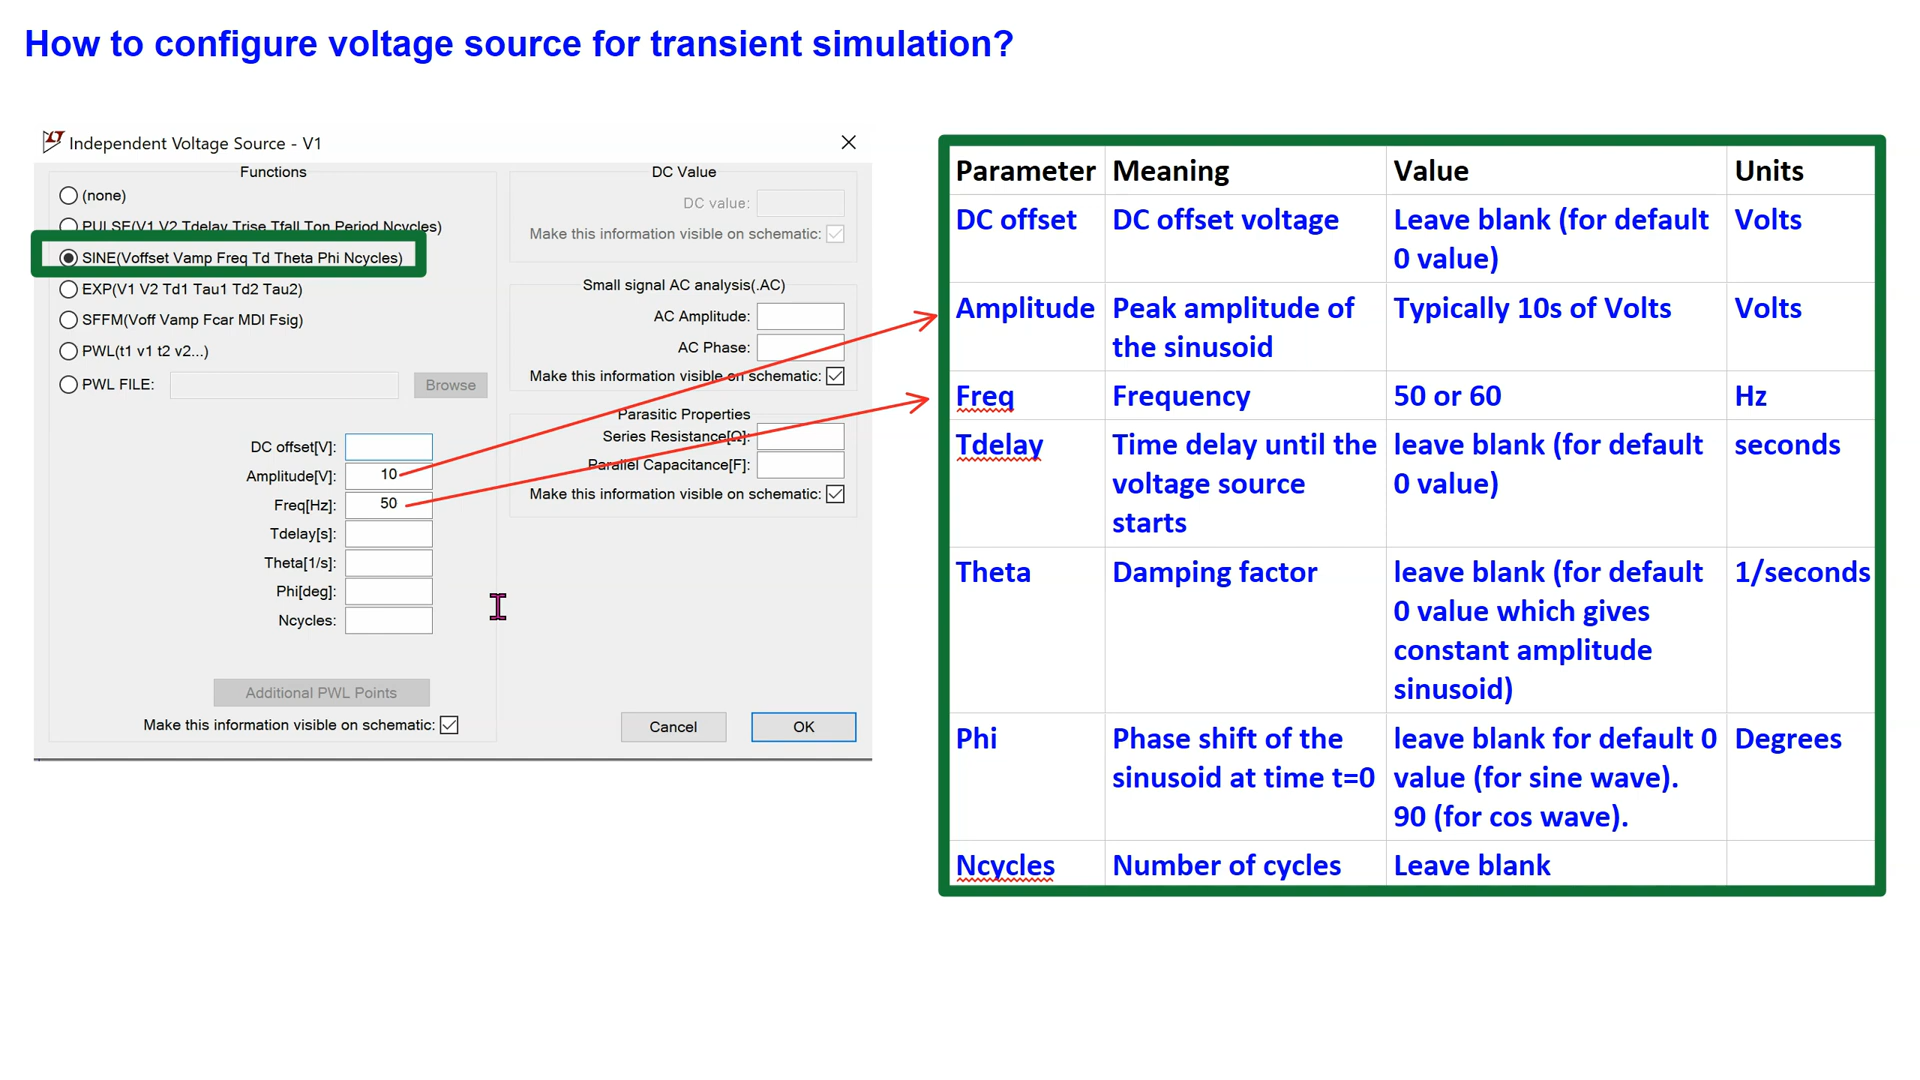 How to configure voltage source for transient simulation?
Independent Voltage Source - V1
Functions
(none)
PULSE(V1 V2 Tdelay Trise Tfall Ton Period Ncycles)
SINE(Voffset Vamp Freq Td Theta Phi Ncycles)
EXP(V1 V2 Td1 Tau1 Td2 Tau2)
SFFM(Voff Vamp Fcar MDI Fsig)
PWL(t1 v1 t2 v2...)
PWL FILE: Browse
DC offset[V]:
Amplitude[V]: 10
Freq[Hz]: 50
Tdelay[s]:
Theta[1/s]:
Phi[deg]:
Ncycles:
Additional PWL Points
Make this information visible on schematic:
DC Value
DC value:
Make this information visible on schematic:
Small signal AC analysis(.AC)
AC Amplitude:
AC Phase:
Make this information visible on schematic:
Parasitic Properties
Series Resistance[Ω]:
Parallel Capacitance[F]:
Make this information visible on schematic:
Cancel OK
Parameter Meaning Value Units
DC offset DC offset voltage Leave blank (for default Volts
0 value)
Amplitude Peak amplitude of Typically 10s of Volts Volts
the sinusoid
Freq Frequency 50 or 60 Hz
Tdelay Time delay until the leave blank (for default seconds
voltage source 0 value)
starts
Theta Damping factor leave blank (for default 1/seconds
0 value which gives
constant amplitude
sinusoid)
Phi Phase shift of the leave blank for default 0 Degrees
sinusoid at time t=0 value (for sine wave).
90 (for cos wave).
Ncycles Number of cycles Leave blank